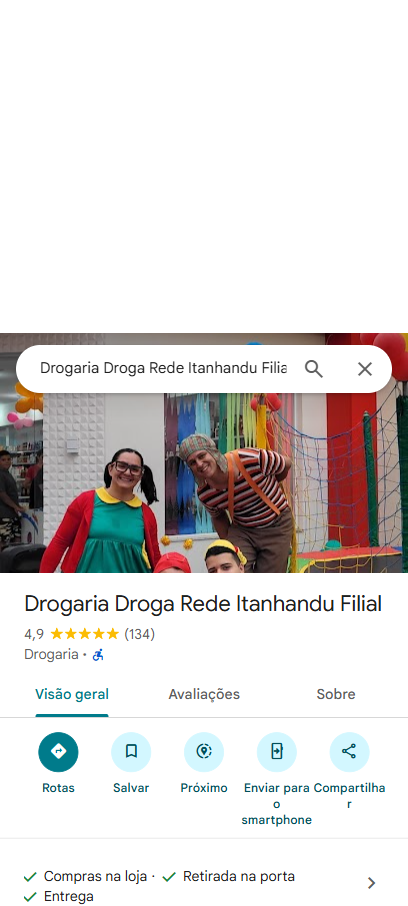 Drogaria Droga Rede Itanhandu Filia
Drogaria Droga Rede Itanhandu Filial
4,9 ★★★★★ (134)
Drogaria ·
Visão geral
Avaliações
Sobre
Rotas
Salvar
Próximo
Enviar para
o
smartphone
Compartilha
r
Compras na loja · Retirada na porta
Entrega